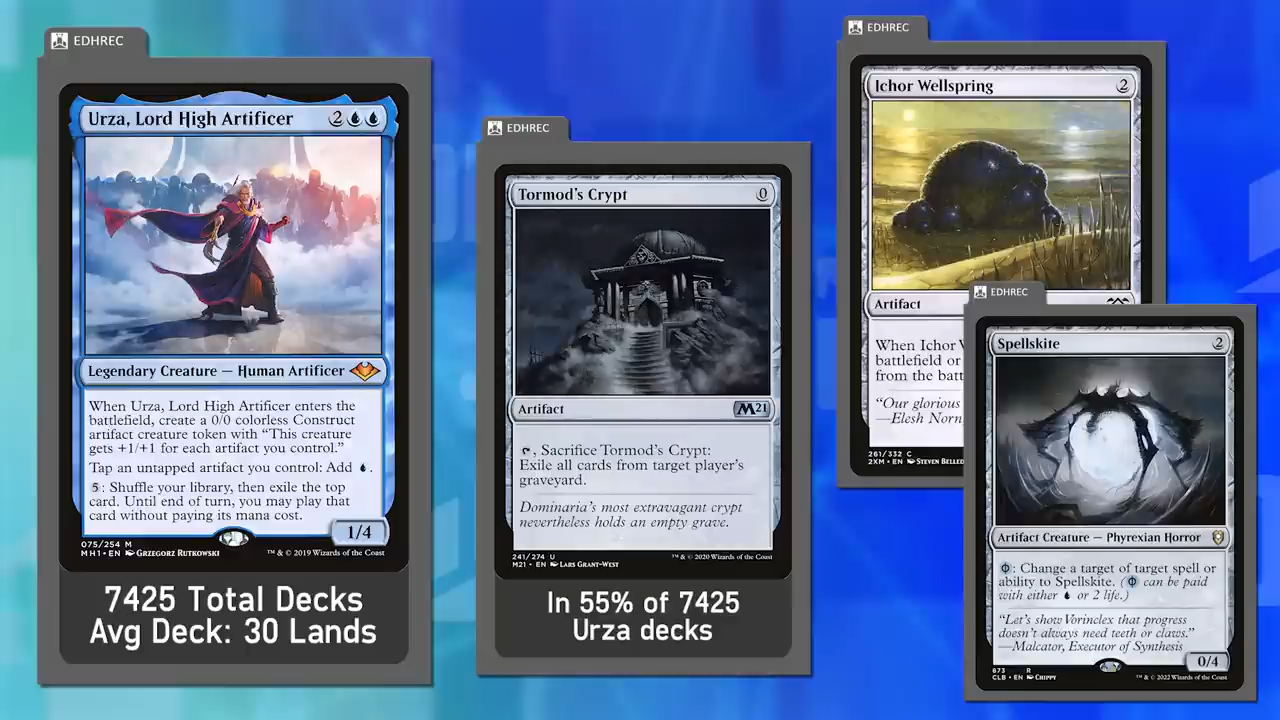 EDHREC
Urza, Lord High Artificer 2
Legendary Creature — Human Artificer
When Urza, Lord High Artificer enters the
battlefield, create a 0/0 colorless Construct
artifact creature token with “This creature
gets +1/+1 for each artifact you control.”
Tap an untapped artifact you control: Add .
5: Shuffle your library, then exile the top
card. Until end of turn, you may play that
card without paying its mana cost.
1/4
075/254 M
MH1 • EN Grzegorz Rutkowski
™ & © 2019 Wizards of the Coast
7425 Total Decks
Avg Deck: 30 Lands
EDHREC
Tormod’s Crypt 0
Artifact
M21
, Sacrifice Tormod’s Crypt:
Exile all cards from target player’s
graveyard.
Dominaria’s most extravagant crypt
nevertheless holds an empty grave.
241/274 U
M21 • EN Lars Grant-West
™ & © 2020 Wizards of the Coast
In 55% of 7425
Urza decks
EDHREC
Ichor Wellspring 2
Artifact
When Ichor W
battlefield or
from the batt
“Our glorious
—Elesh Norn
261/332 C
2XM • EN Steven Belled
EDHREC
Spellskite 2
Artifact Creature — Phyrexian Horror
: Change a target of target spell or
ability to Spellskite. ( can be paid
with either or 2 life.)
“Let’s show Vorinclex that progress
doesn’t always need teeth or claws.”
—Malcator, Executor of Synthesis
0/4
673 R
CLB • EN Chippy
™ & © 2022 Wizards of the Coast